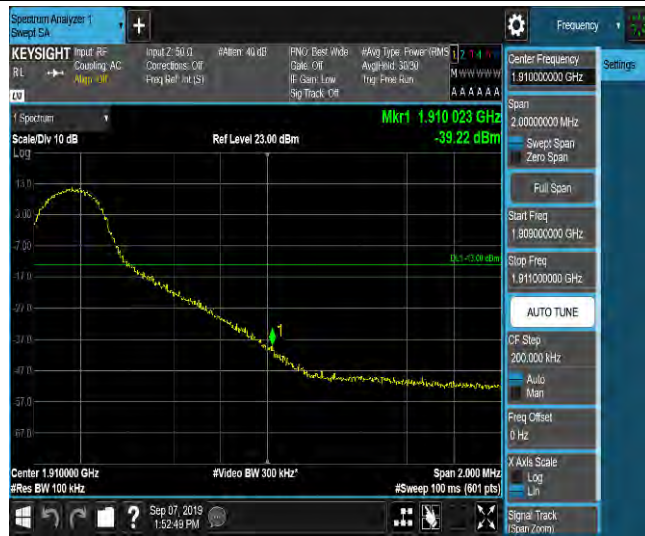 Spectrum Analyzer 1
Swept SA
Frequency
KEYSIGHT
RL
Input: RF
Coupling: AC
Align: Off
Input Z: 50 Ω
Corrections: Off
Freq Ref: Int (S)
#Atten: 40 dB
PNO: Best Wide
Gate: Off
IF Gain: Low
Sig Track: Off
#Avg Type: Power (RMS
Avg|Hold: 30/30
Trig: Free Run
M W W W W W
A A A A A A
1 Spectrum
Scale/Div 10 dB
Log
Ref Level 23.00 dBm
Mkr1 1.910 023 GHz
-39.22 dBm
13.0
3.00
-7.00
DL1 -13.00 dBm
-17.0
-27.0
-37.0
-47.0
-57.0
-67.0
1
Center 1.910000 GHz
#Res BW 100 kHz
#Video BW 300 kHz*
Span 2.000 MHz
#Sweep 100 ms (601 pts)
Sep 07, 2019
1:52:49 PM
Center Frequency
1.910000000 GHz
Settings
Span
2.00000000 MHz
Swept Span
Zero Span
Full Span
Start Freq
1.909000000 GHz
Stop Freq
1.911000000 GHz
AUTO TUNE
CF Step
200.000 kHz
Auto
Man
Freq Offset
0 Hz
X Axis Scale
Log
Lin
Signal Track
(Span Zoom)